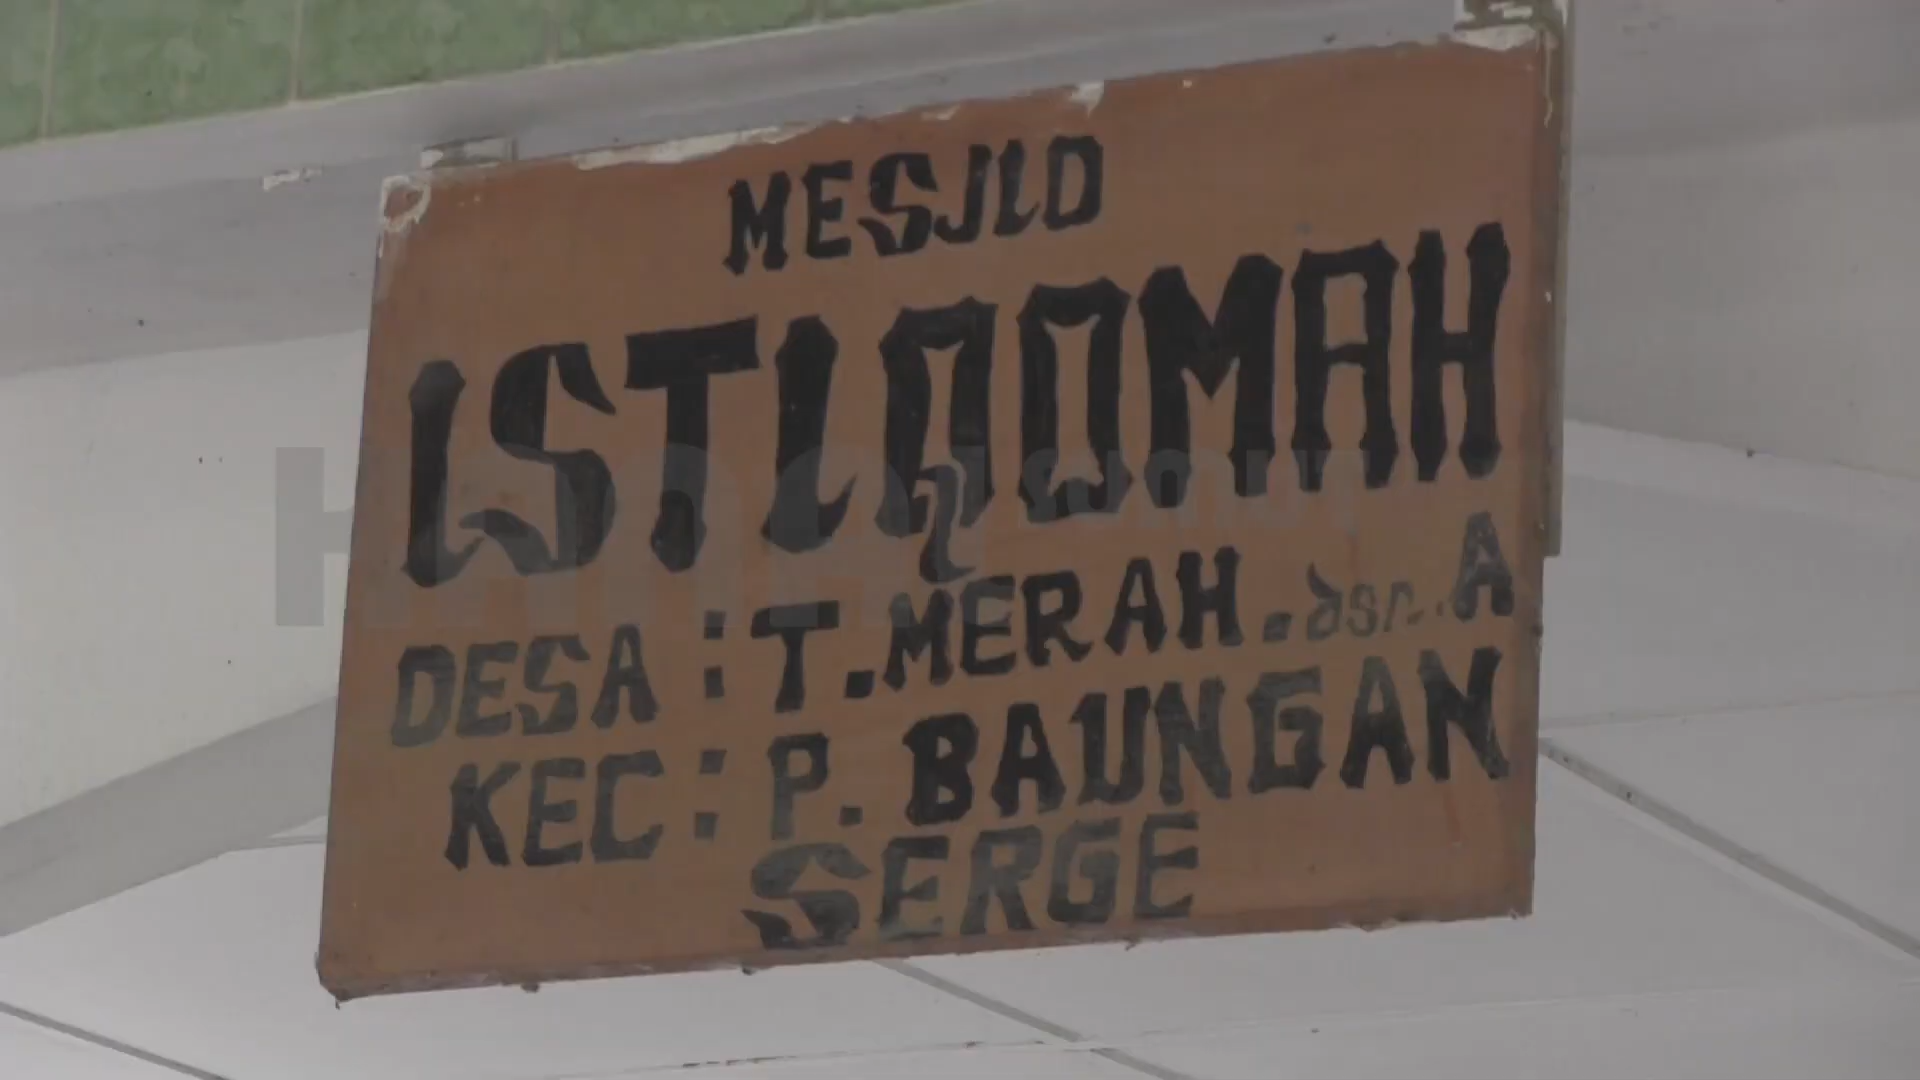 MESJID
ISTIQOMAH
DESA : T.MERAH. dsn. A
KEC : P. BAUNGAN
SERGE